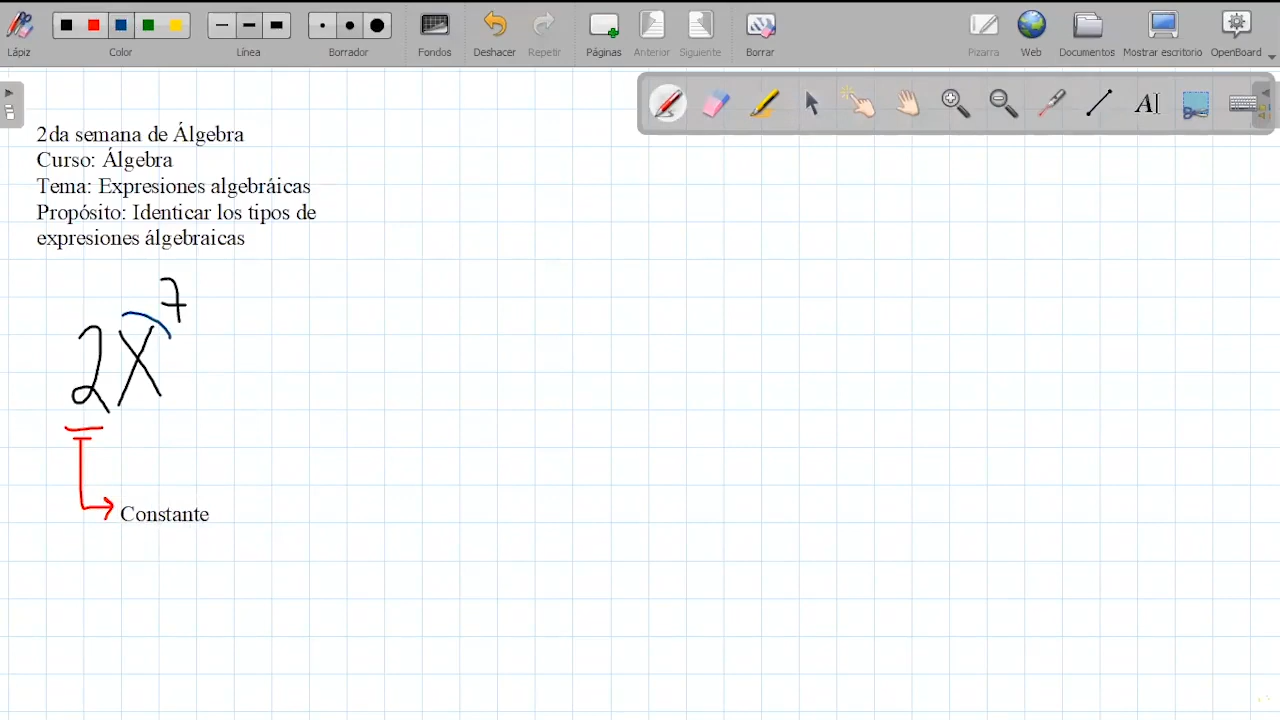 Lápiz Color Línea Borrador Fondos Deshacer Repetir Páginas Anterior Siguiente Borrar Pizarra Web Documentos Mostrar escritorio OpenBoard
A
2da semana de Álgebra
Curso: Álgebra
Tema: Expresiones algebráicas
Propósito: Identicar los tipos de
expresiones álgebraicas
2X⁷
Constante